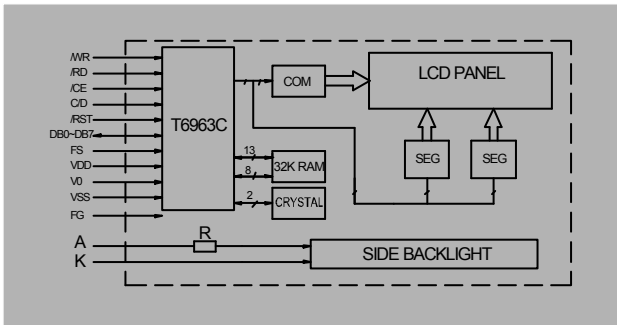 /WR
/RD
/CE
C/D
/RST
DB0~DB7
FS
VDD
V0
VSS
FG
A
K
T6963C
COM
LCD PANEL
SEG
SEG
13
32K RAM
8
2
CRYSTAL
R
SIDE BACKLIGHT